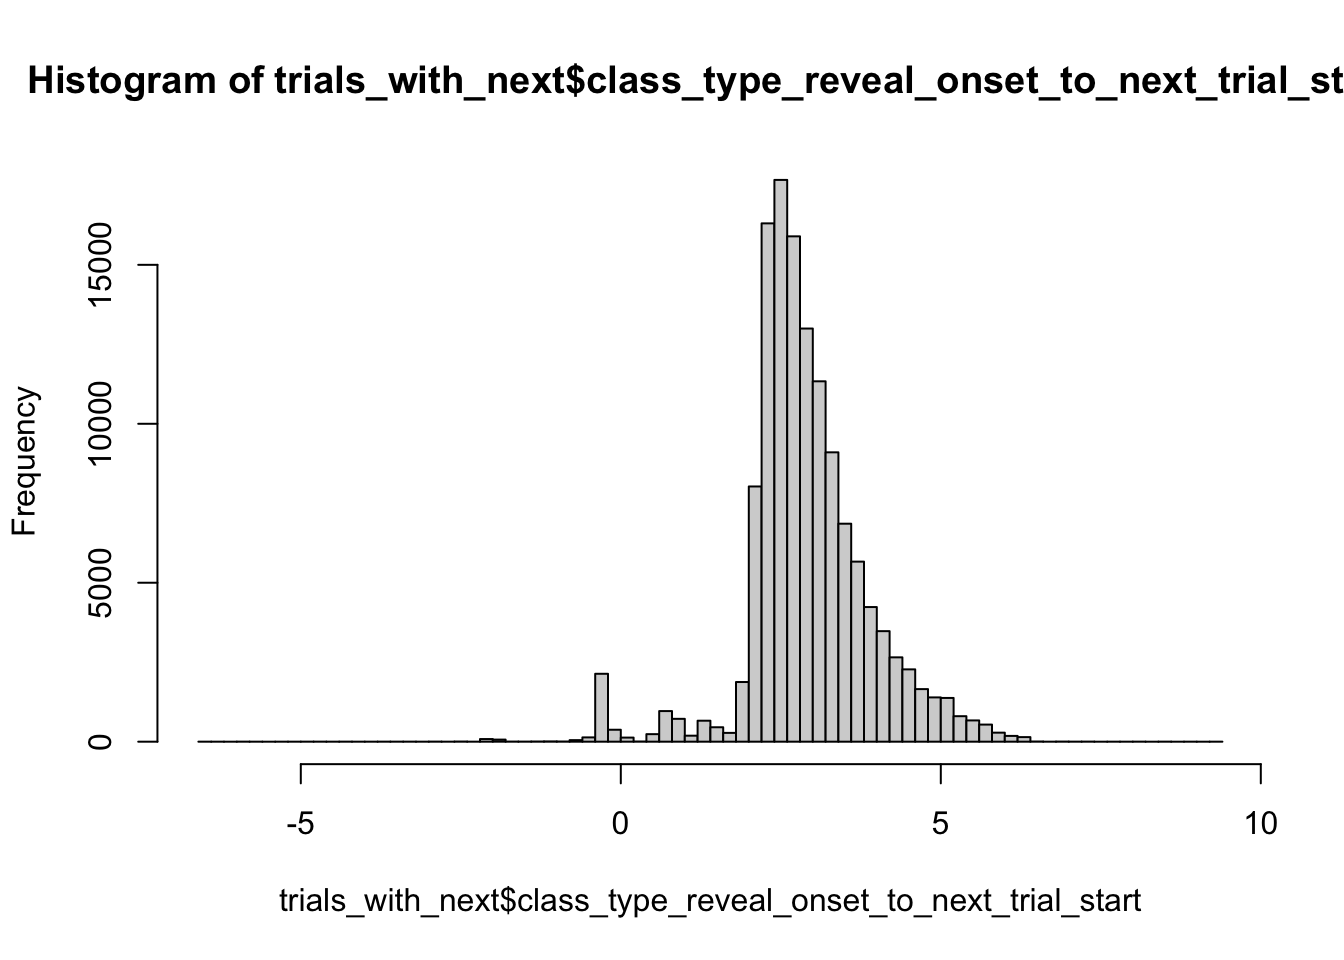 Histogram of trials_with_next$class_type_reveal_onset_to_next_trial_st
Frequency
15000
10000
5000
0
-5 0 5 10
trials_with_next$class_type_reveal_onset_to_next_trial_start